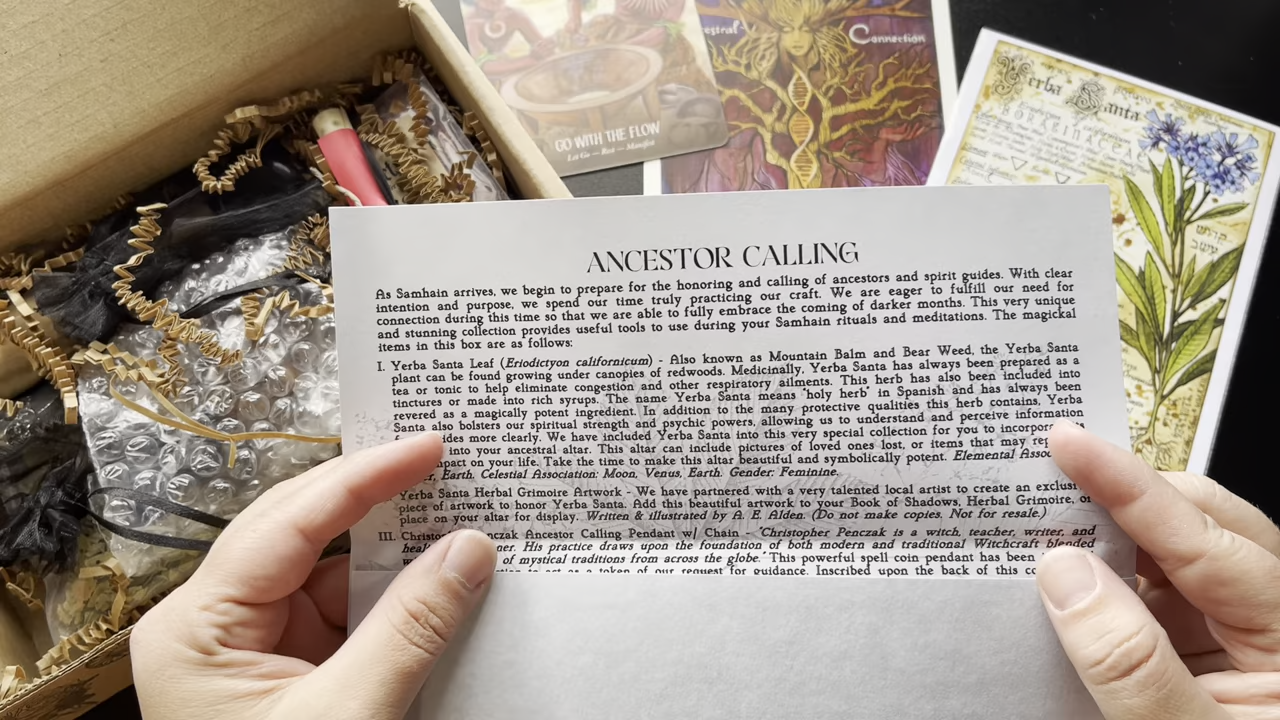 GO WITH THE FLOW
Let Go — Rest — Manifest
Connection
Yerba
Santa
ANCESTOR CALLING
As Samhain arrives, we begin to prepare for the honoring and calling of ancestors and spirit guides. With clear
intention and purpose, we spend our time truly practicing our craft. We are eager to fulfill our need for
connection during this time so that we are able to fully embrace the coming of darker months. This very unique
and stunning collection provides useful tools to use during your Samhain rituals and meditations. The magickal
items in this box are as follows:
I. Yerba Santa Leaf (Eriodictyon californicum) - Also known as Mountain Balm and Bear Weed, the Yerba Santa
plant can be found growing under canopies of redwoods. Medicinally, Yerba Santa has always been prepared as a
tea or tonic to help eliminate congestion and other respiratory ailments. This herb has also been included into
tinctures or made into rich syrups. The name Yerba Santa means "holy herb" in Spanish and has always been
revered as a magically potent ingredient. In addition to the many protective qualities this herb contains, Yerba
Santa also bolsters our spiritual strength and psychic powers, allowing us to understand and perceive information
more clearly. We have included Yerba Santa into this very special collection for you to incorporate
into your ancestral altar. This altar can include pictures of loved ones lost, or items that may
on your life. Take the time to make this altar beautiful and symbolically potent. Elemental
Earth. Celestial Association: Moon, Venus, Earth. Gender: Feminine.
Yerba Santa Herbal Grimoire Artwork - We have partnered with a very talented local artist to create an
piece of artwork to honor Yerba Santa. Add this beautiful artwork to your Book of Shadows, Herbal Grimoire, or
place on your altar for display. Written & illustrated by A. E. Alden. (Do not make copies. Not for resale.)
III. Ancestor Calling Pendant w/ Chain - "Christopher Penczak is a witch, teacher, writer, and
His practice draws upon the foundation of both modern and traditional Witchcraft blended
of mystical traditions from across the globe." This powerful spell coin pendant has been
to act as a token of our request for guidance. Inscribed upon the back of this